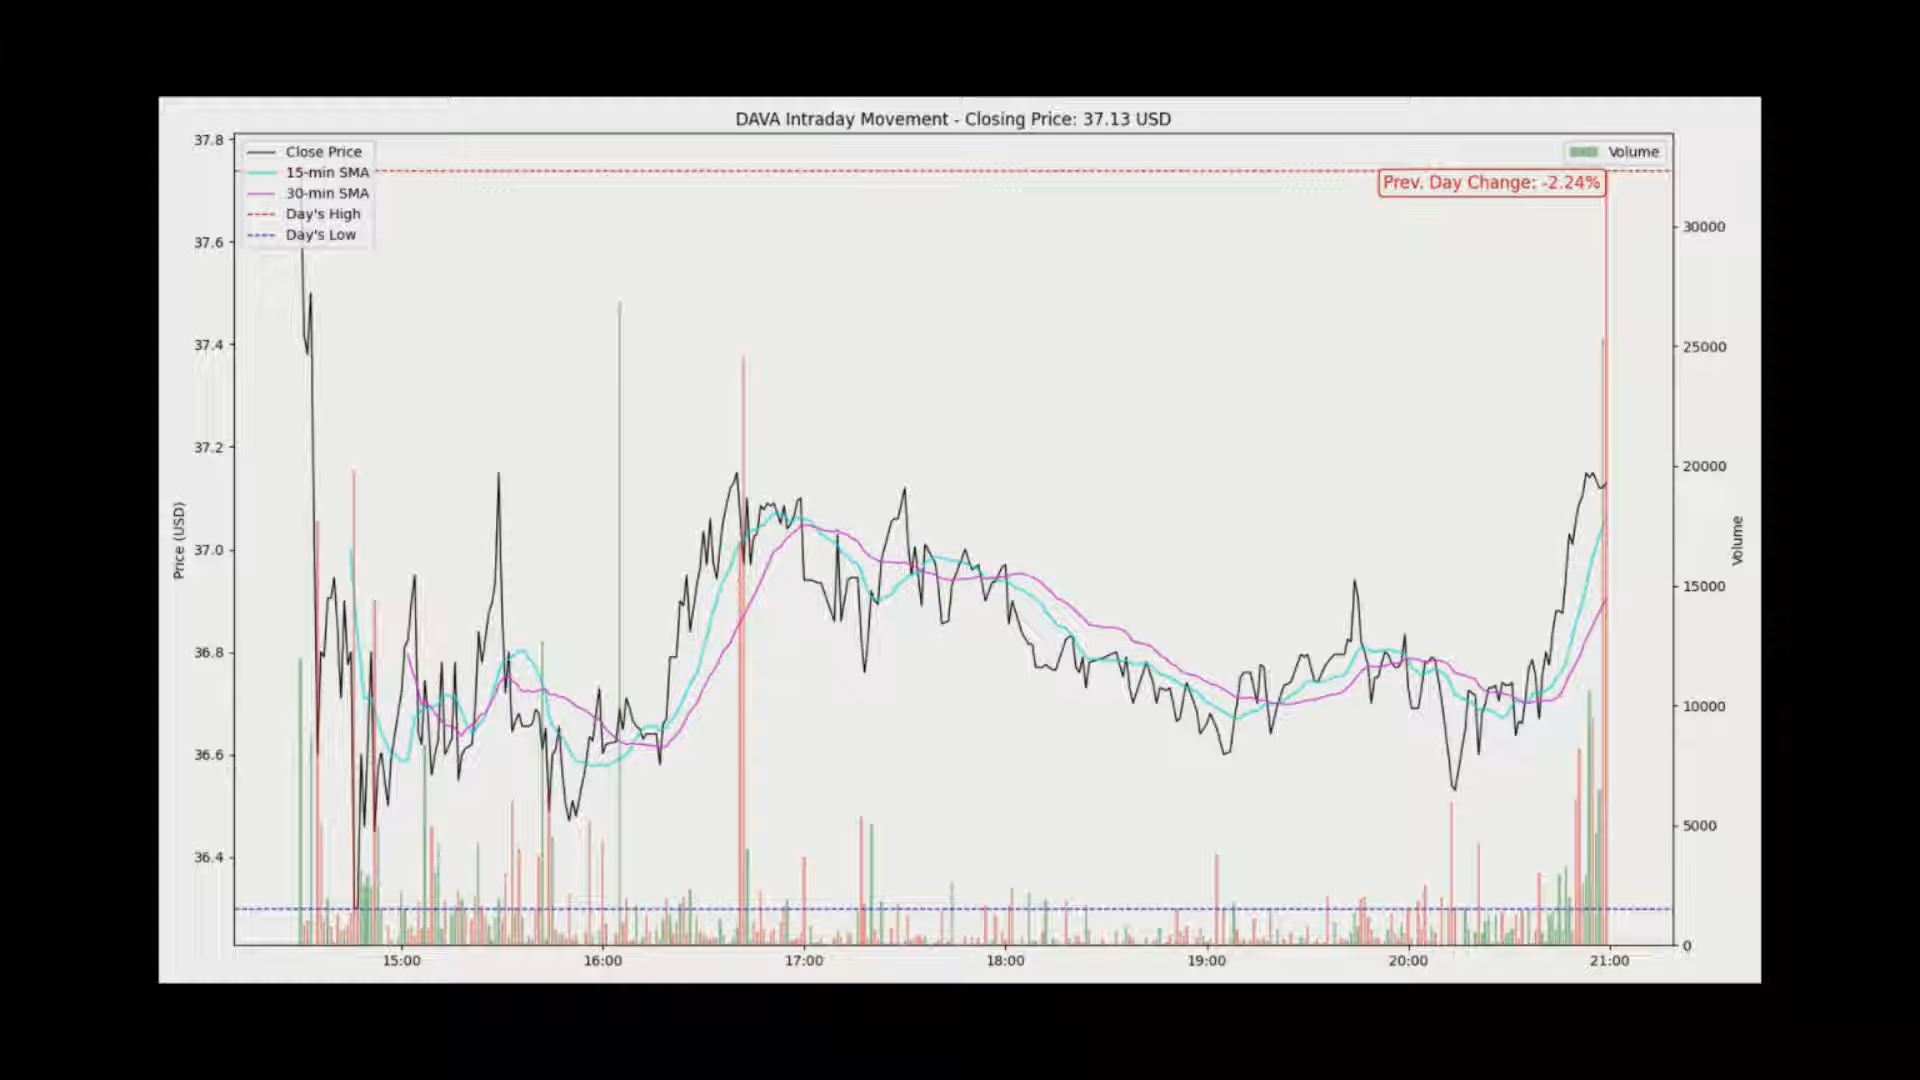 DAVA Intraday Movement - Closing Price: 37.13 USD
Close Price
15-min SMA
30-min SMA
Day's High
Day's Low
Volume
Prev. Day Change: -2.24%
37.8
37.6
37.4
37.2
37.0
36.8
36.6
36.4
Price (USD)
30000
25000
20000
15000
10000
5000
0
Volume
15:00
16:00
17:00
18:00
19:00
20:00
21:00